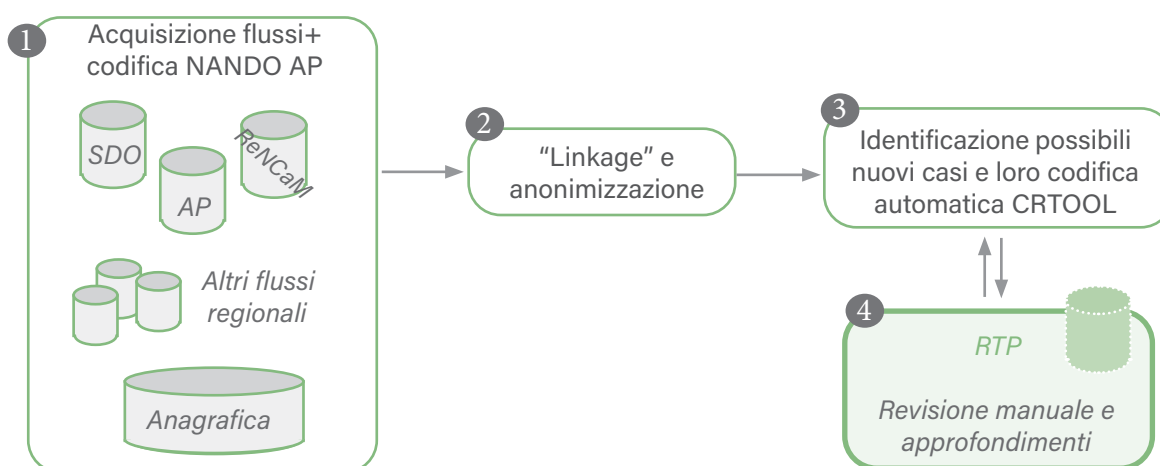 1
Acquisizione flussi+
codifica NANDO AP
SDO
ReNCaM
AP
Altri flussi
regionali
Anagrafica
2
“Linkage” e
anonimizzazione
3
Identificazione possibili
nuovi casi e loro codifica
automatica CRTOOL
4
RTP
Revisione manuale e
approfondimenti